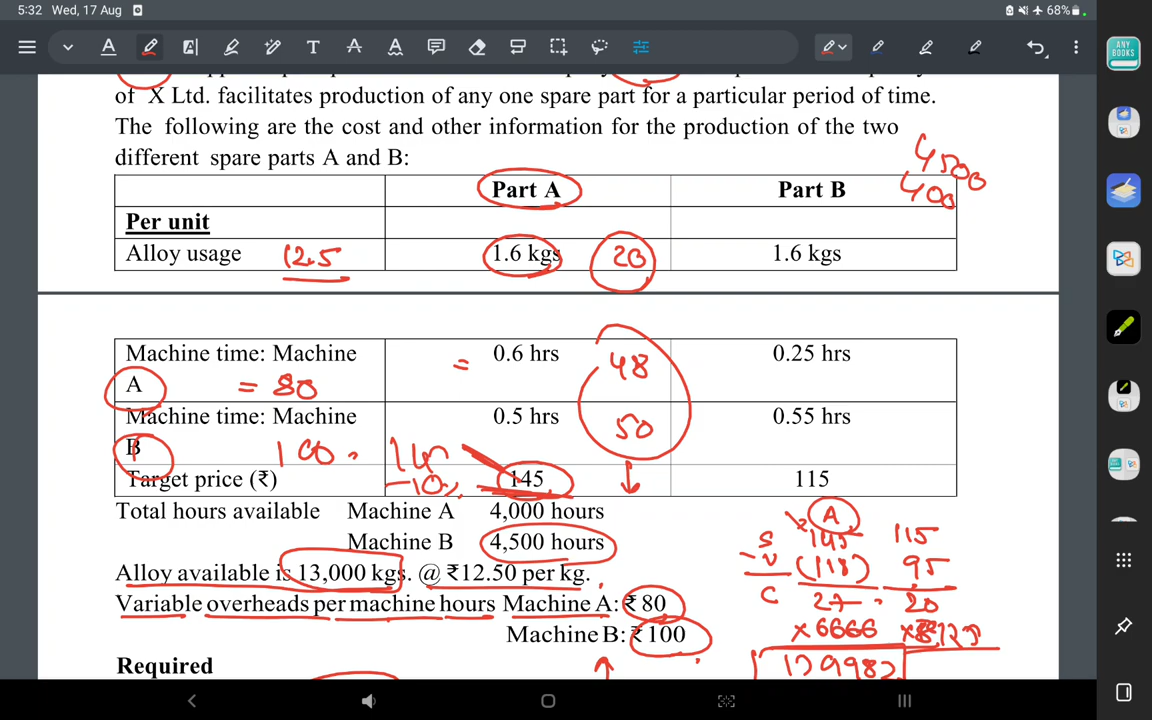 5:32 Wed, 17 Aug
68%
ANY BOOKS
of X Ltd. facilitates production of any one spare part for a particular period of time.
The following are the cost and other information for the production of the two
different spare parts A and B:
4500
400
Part A Part B
Per unit
Alloy usage 12.5 1.6 kgs 20 1.6 kgs
Machine time: Machine 0.6 hrs 48 0.25 hrs
A = 80
Machine time: Machine 0.5 hrs 50 0.55 hrs
B 100
145
-10%
Target price (₹) 145 115
Total hours available Machine A 4,000 hours
Machine B 4,500 hours
Alloy available is 13,000 kgs. @ ₹12.50 per kg.
Variable overheads per machine hours Machine A: ₹ 80
Machine B: ₹ 100
Required
A
S 145 115
-V (118) 95
C 27 20
×6666 ×8125
179982